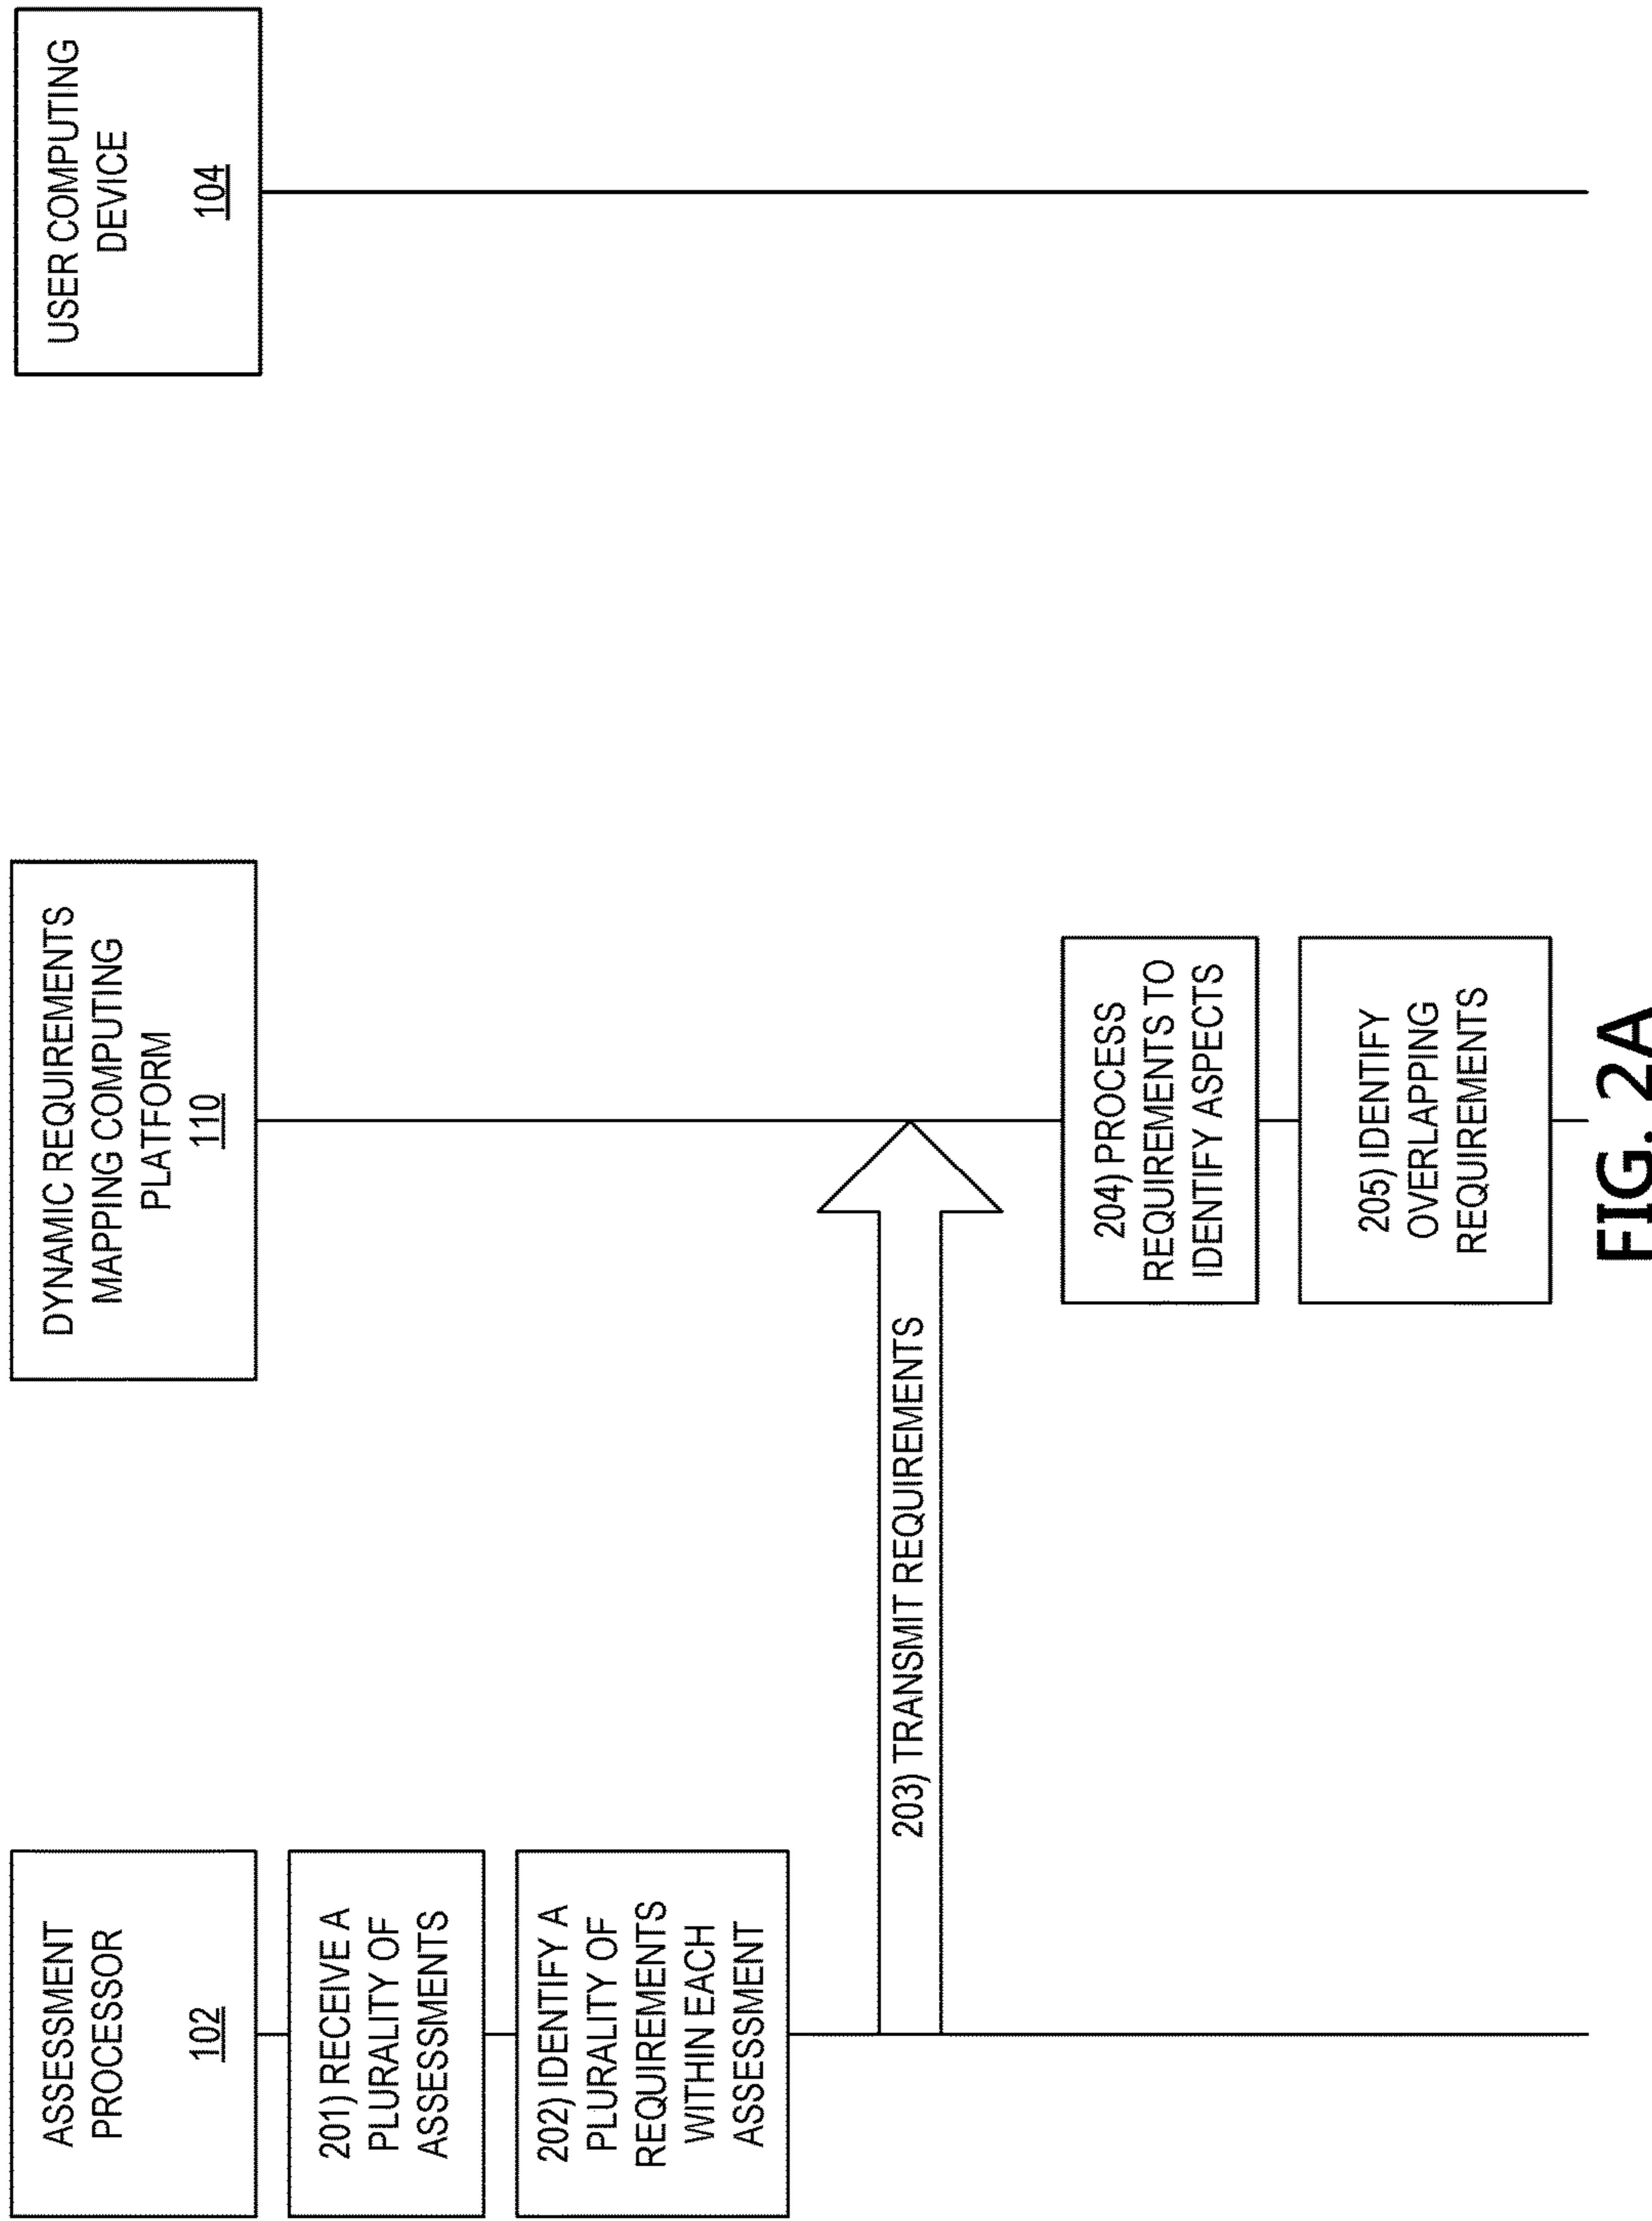 ASSESSMENT
PROCESSOR
102
DYNAMIC REQUIREMENTS
MAPPING COMPUTING
PLATFORM
110
USER COMPUTING
DEVICE
104
201) RECEIVE A
PLURALITY OF
ASSESSMENTS
202) IDENTIFY A
PLURALITY OF
REQUIREMENTS
WITHIN EACH
ASSESSMENT
203) TRANSMIT REQUIREMENTS
204) PROCESS
REQUIREMENTS TO
IDENTIFY ASPECTS
205) IDENTIFY
OVERLAPPING
REQUIREMENTS
FIG. 2A